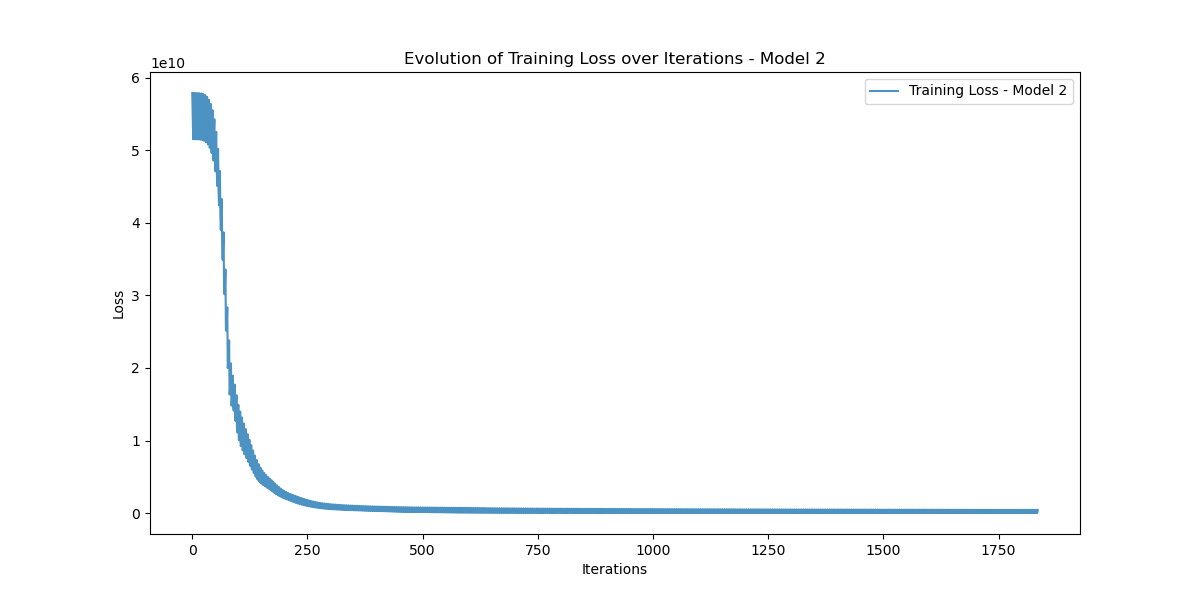 Evolution of Training Loss over Iterations - Model 2
1e10
Training Loss - Model 2
6
5
4
3
2
1
0
Loss
0 250 500 750 1000 1250 1500 1750
Iterations